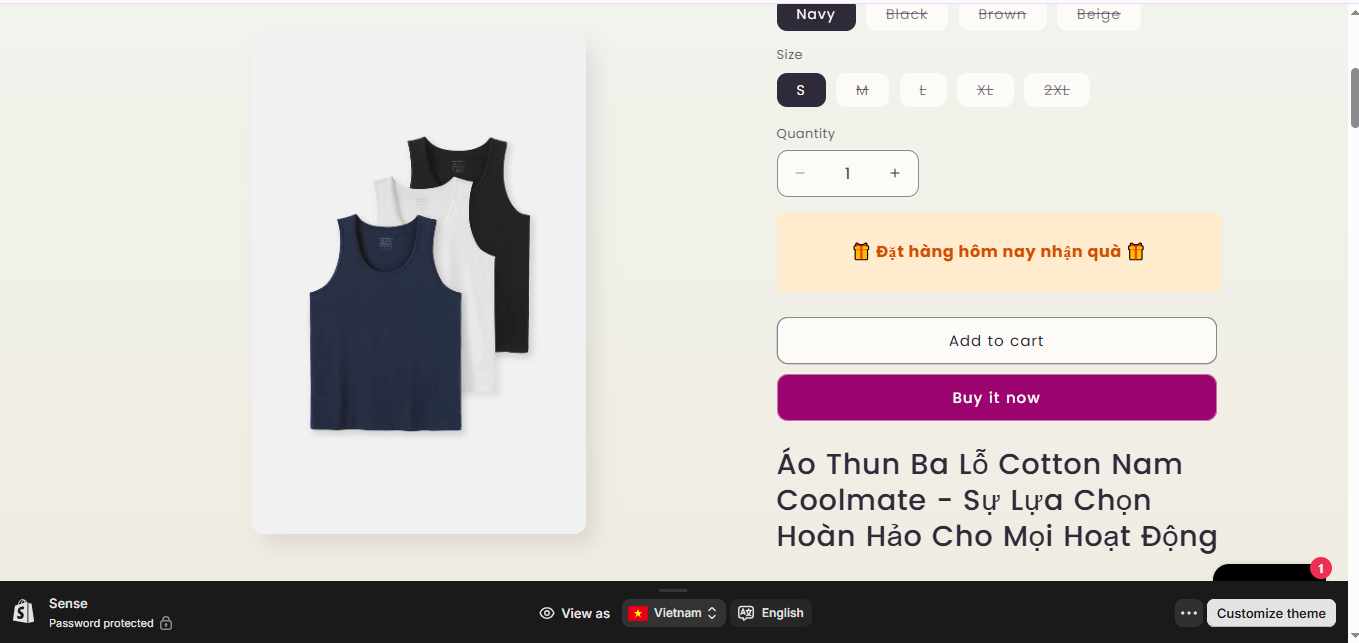 Navy
Black
Brown
Beige
Size
S
M
L
XL
2XL
Quantity
− 1 +
🎁 Đặt hàng hôm nay nhận quà 🎁
Add to cart
Buy it now
Áo Thun Ba Lỗ Cotton Nam
Coolmate - Sự Lựa Chọn
Hoàn Hảo Cho Mọi Hoạt Động
1
Sense
Password protected
View as
Vietnam
English
Customize theme